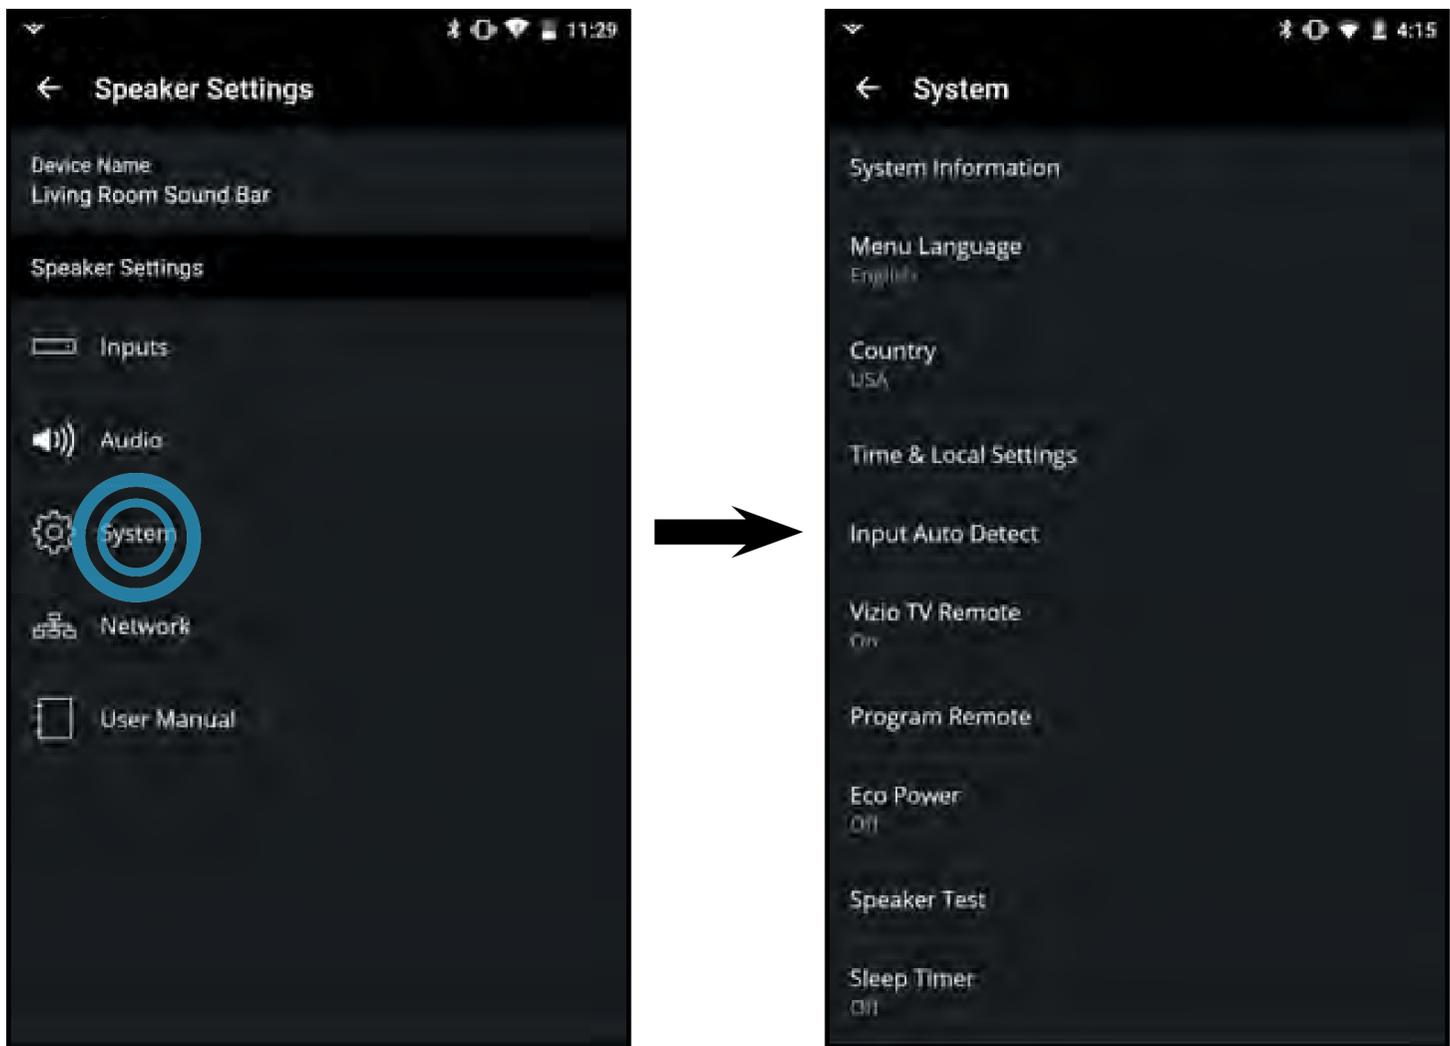 11:29
Speaker Settings
Device Name
Living Room Sound Bar
Speaker Settings
Inputs
Audio
System
Network
User Manual
4:15
System
System Information
Menu Language
English
Country
USA
Time & Local Settings
Input Auto Detect
Vizio TV Remote
On
Program Remote
Eco Power
Off
Speaker Test
Sleep Timer
Off